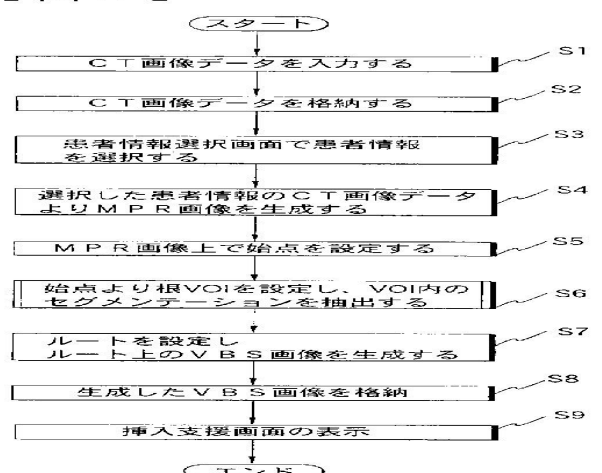 スタート
CT画像データを入力する
S1
CT画像データを格納する
S2
患者情報選択画面で患者情報
を選択する
S3
選択した患者情報のCT画像データ
よりMPR画像を生成する
S4
MPR画像上で始点を設定する
S5
始点より根VOIを設定し、VOI内の
セグメンテーションを抽出する
S6
ルートを設定し
ルート上のVBS画像を生成する
S7
生成したVBS画像を格納
S8
挿入支援画面の表示
S9
エンド